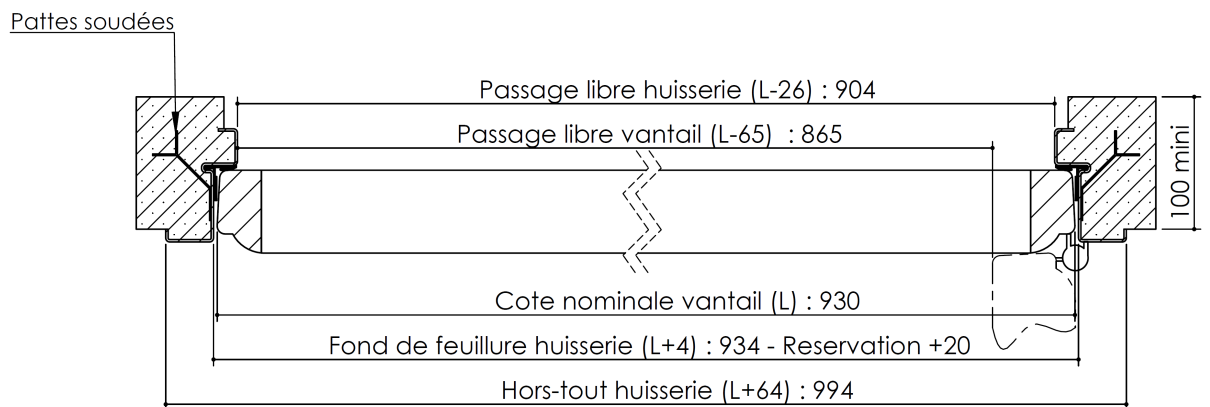 Pattes soudées
Passage libre huisserie (L-26) : 904
Passage libre vantail (L-65) : 865
100 mini
Cote nominale vantail (L) : 930
Fond de feuillure huisserie (L+4) : 934 - Reservation +20
Hors-tout huisserie (L+64) : 994